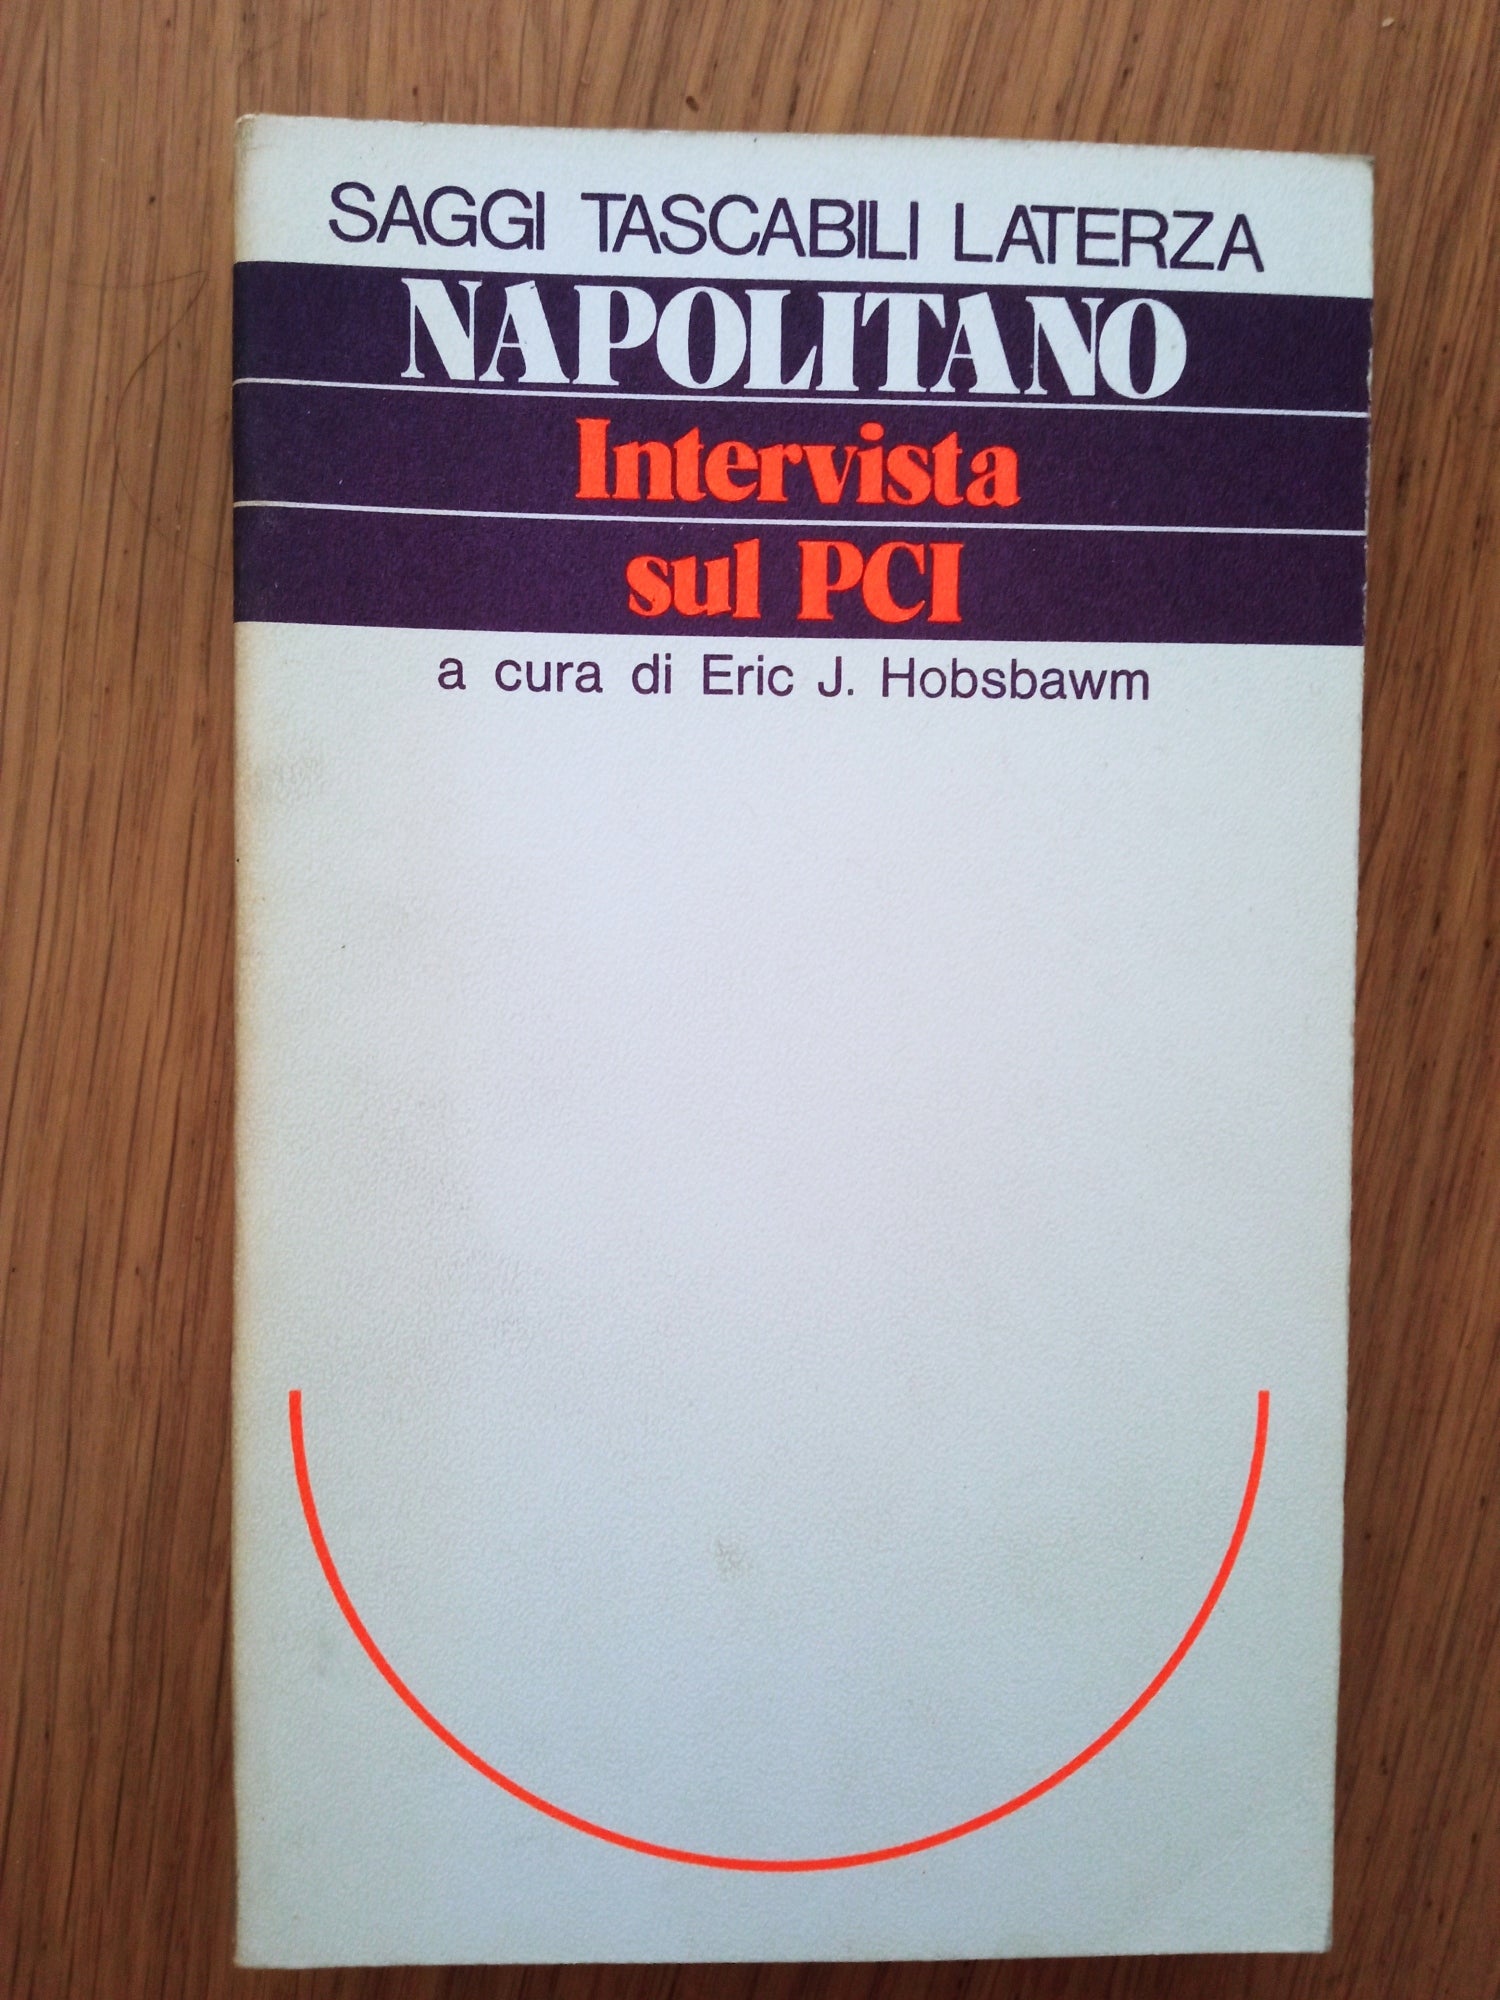 SAGGI TASCABILI LATERZA
NAPOLITANO
Intervista
sul PCI
a cura di Eric J. Hobsbawm